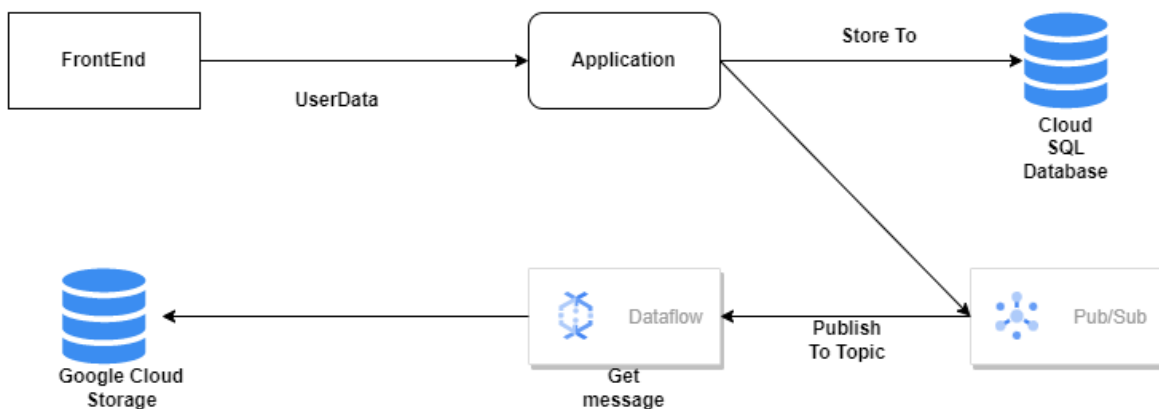 FrontEnd
Application
Store To
UserData
Cloud
SQL
Database
Dataflow
Pub/Sub
Publish
To Topic
Google Cloud
Storage
Get
message